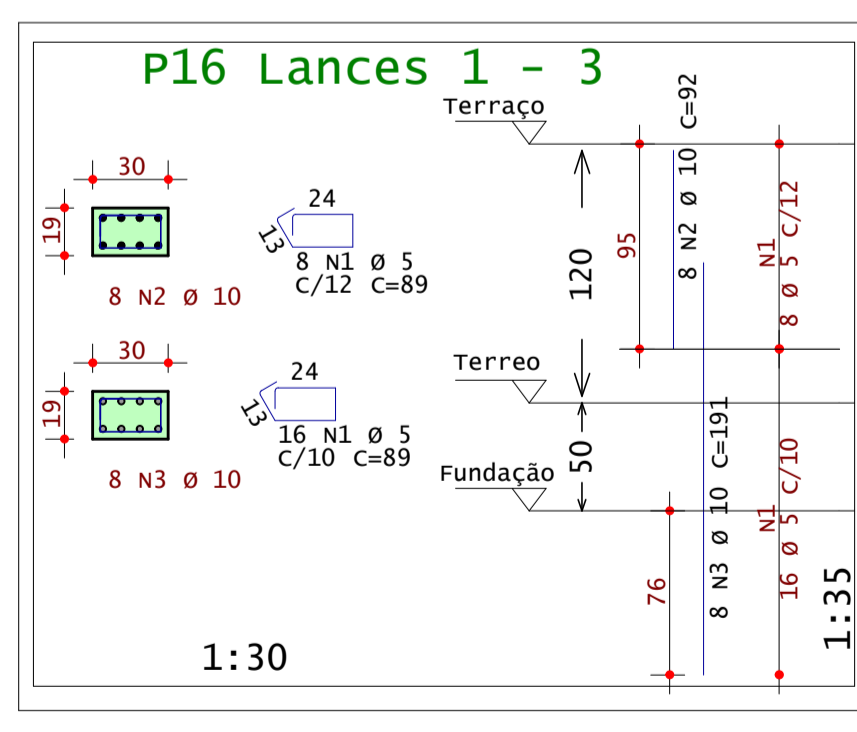 P16 Lances 1 - 3
Terraço
30
19
8 N2 Ø 10
24
13
8 N1 Ø 5
C/12 C=89
120
95
8 N2 Ø 10 C=92
N1
8 Ø 5 C/12
30
19
8 N3 Ø 10
24
13
16 N1 Ø 5
C/10 C=89
Terreo
50
Fundação
76
8 N3 Ø 10 C=191
N1
16 Ø 5 C/10
1:30
1:35